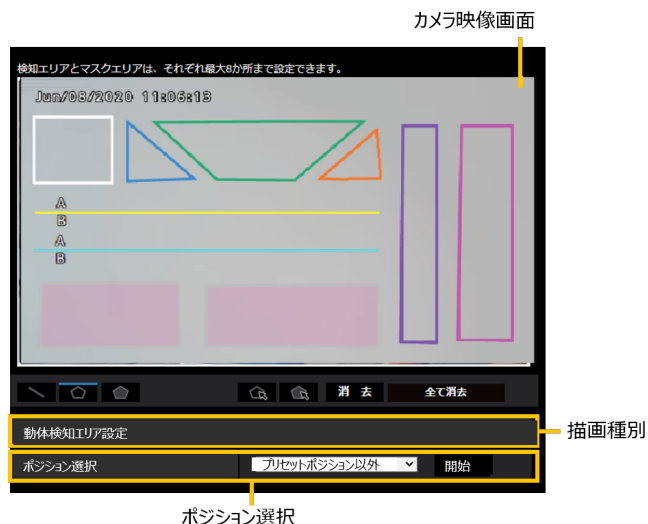 カメラ映像画面
検知エリアとマスクエリアは、それぞれ最大8か所まで設定できます。
Jun/08/2020 11:06:13
A
B
A
B
消 去
全て消去
動体検知エリア設定
描画種別
ポジション選択
プリセットポジション以外
開始
ポジション選択